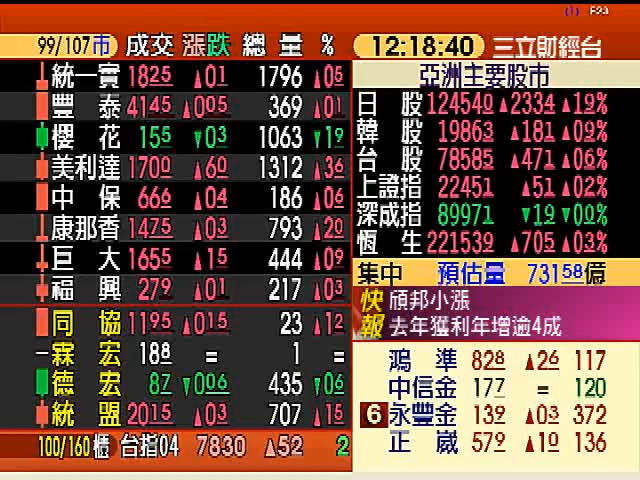 99/107市 成交 漲跌 總量 %
統一實 1825 ▲01 1796 ▲05
豐泰 4145 ▲005 369 ▲01
櫻花 155 ▼03 1063 ▼19
美利達 1700 ▲60 1312 ▲36
中保 666 ▲04 186 ▲06
康那香 1475 ▲03 793 ▲20
巨大 1655 ▲15 444 ▲09
福興 279 ▲01 217 ▲03
同協 1195 ▲015 23 ▲12
霖宏 188 = 1 =
德宏 87 ▼006 435 ▼06
統盟 2015 ▲03 707 ▲15
100/160櫃 台指04 7830 ▲52 2
12:18:40 三立財經台
亞洲主要股市
日股 124540 ▲2334 ▲19%
韓股 19863 ▲181 ▲09%
台股 78585 ▲471 ▲06%
上證指 22451 ▲51 ▲02%
深成指 89971 ▼19 ▼00%
恆生 221539 ▲705 ▲03%
集中 預估量 73158億
快報 頎邦小漲
去年獲利年增逾4成
鴻準 828 ▲26 117
中信金 177 = 120
6 永豐金 139 ▲03 372
正崴 579 ▲10 136